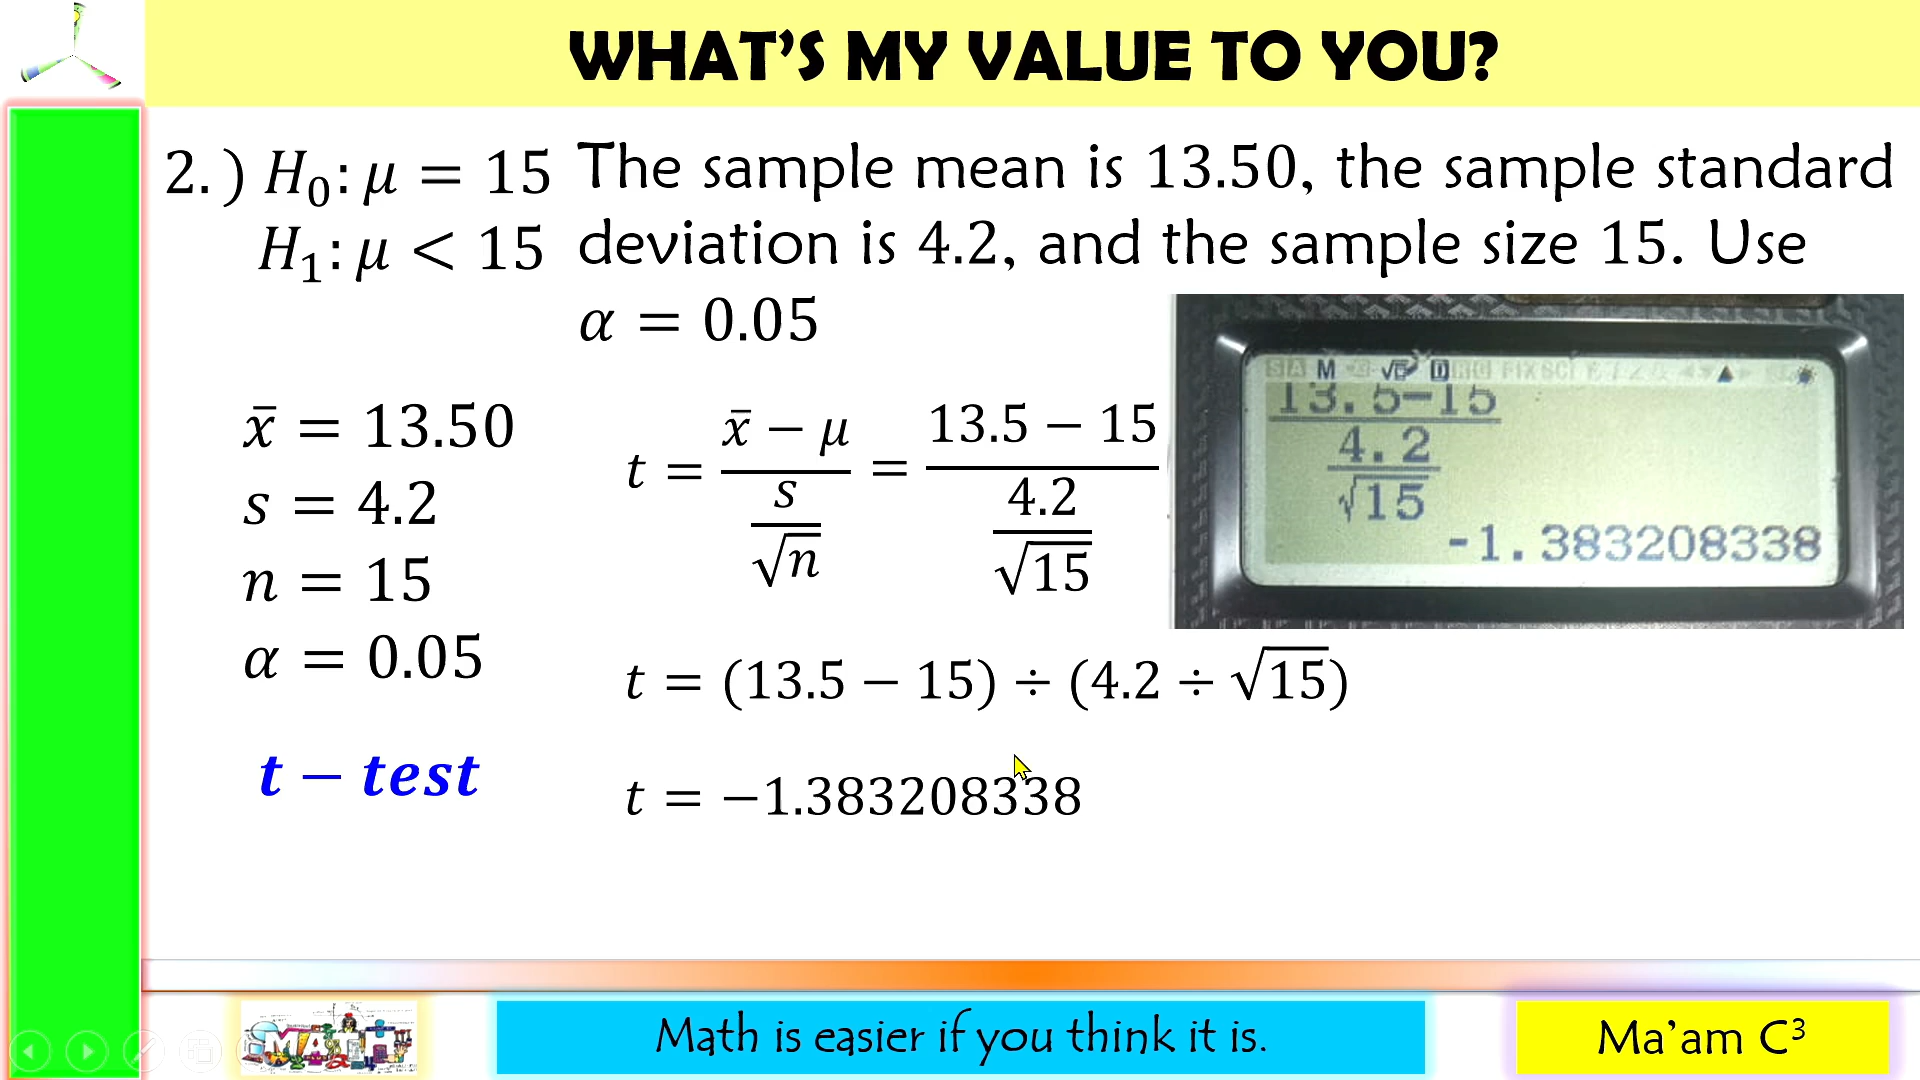 WHAT'S MY VALUE TO YOU?
2.) H₀: μ = 15 The sample mean is 13.50, the sample standard
H₁: μ < 15 deviation is 4.2, and the sample size 15. Use
α = 0.05
x̄ = 13.50
s = 4.2
n = 15
α = 0.05
t − test
t = (x̄ − μ)/(s/√n) = (13.5 − 15)/(4.2/√15)
M √ D
13.5-15
4.2
√15
-1.383208338
t = (13.5 − 15) ÷ (4.2 ÷ √15)
t = −1.383208338
MATH
Math is easier if you think it is.
Ma'am C³